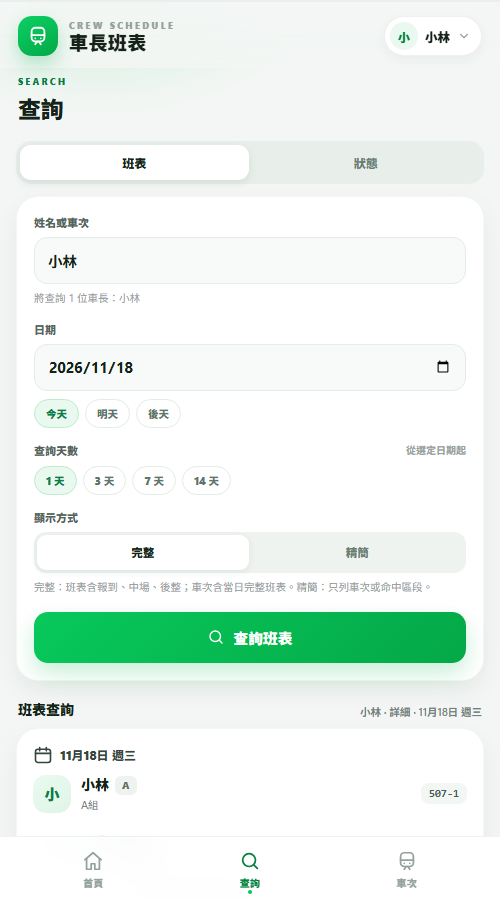 CREW SCHEDULE
車長班表
小 小林
SEARCH
查詢
班表 狀態
姓名或車次
小林
將查詢 1 位車長：小林
日期
2026/11/18
今天 明天 後天
查詢天數 從選定日期起
1 天 3 天 7 天 14 天
顯示方式
完整 精簡
完整：班表含報到、中場、後整；車次含當日完整班表。精簡：只列車次或命中區段。
查詢班表
班表查詢 小林 · 詳細 · 11月18日 週三
11月18日 週三
小 小林 A 507-1
A組
首頁 查詢 車次